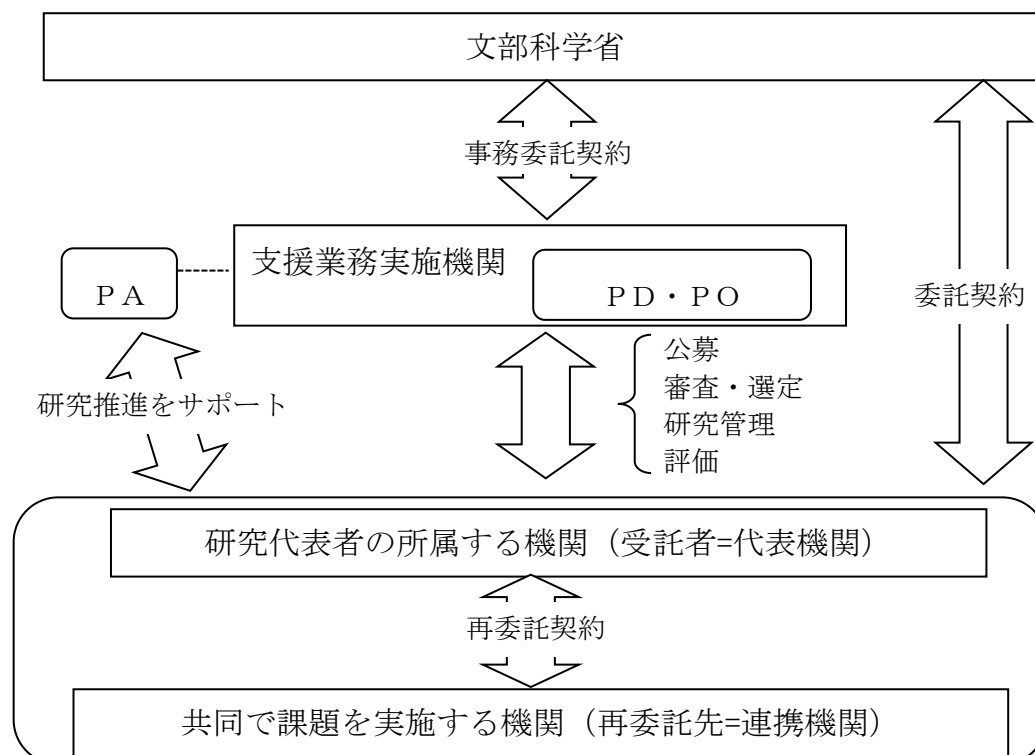 文部科学省
事務委託契約
支援業務実施機関
ＰＤ・ＰＯ
ＰＡ
委託契約
公募
審査・選定
研究管理
評価
研究推進をサポート
研究代表者の所属する機関（受託者=代表機関）
再委託契約
共同で課題を実施する機関（再委託先=連携機関）